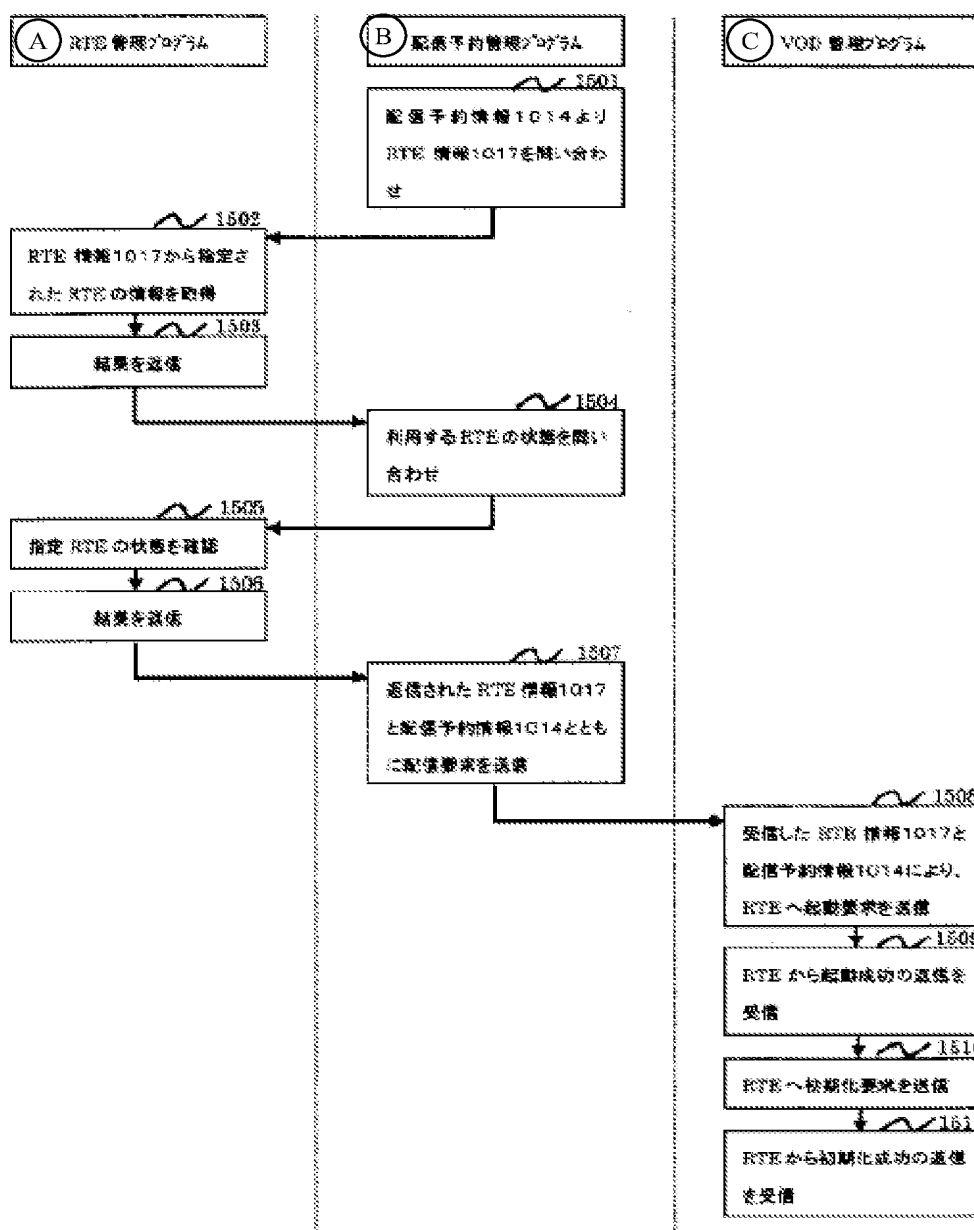 A RTE 管理プログラム
B 配信予約管理プログラム
C VOD 管理プログラム
1501
配信予約情報1014より
RTE 情報1017を問い合わ
せ
1502
RTE 情報1017から指定さ
れた RTE の情報を取得
1503
結果を返信
1504
利用する RTE の状態を問い
合わせ
1505
指定 RTE の状態を確認
1506
結果を返信
1507
返信された RTE 情報1017
と配信予約情報1014ととも
に配信要求を送信
1508
受信した RTE 情報1017と
配信予約情報1014により、
RTE へ起動要求を送信
1509
RTE から起動成功の返信を
受信
151
RTE へ初期化要求を送信
151
RTE から初期化成功の返信
を受信